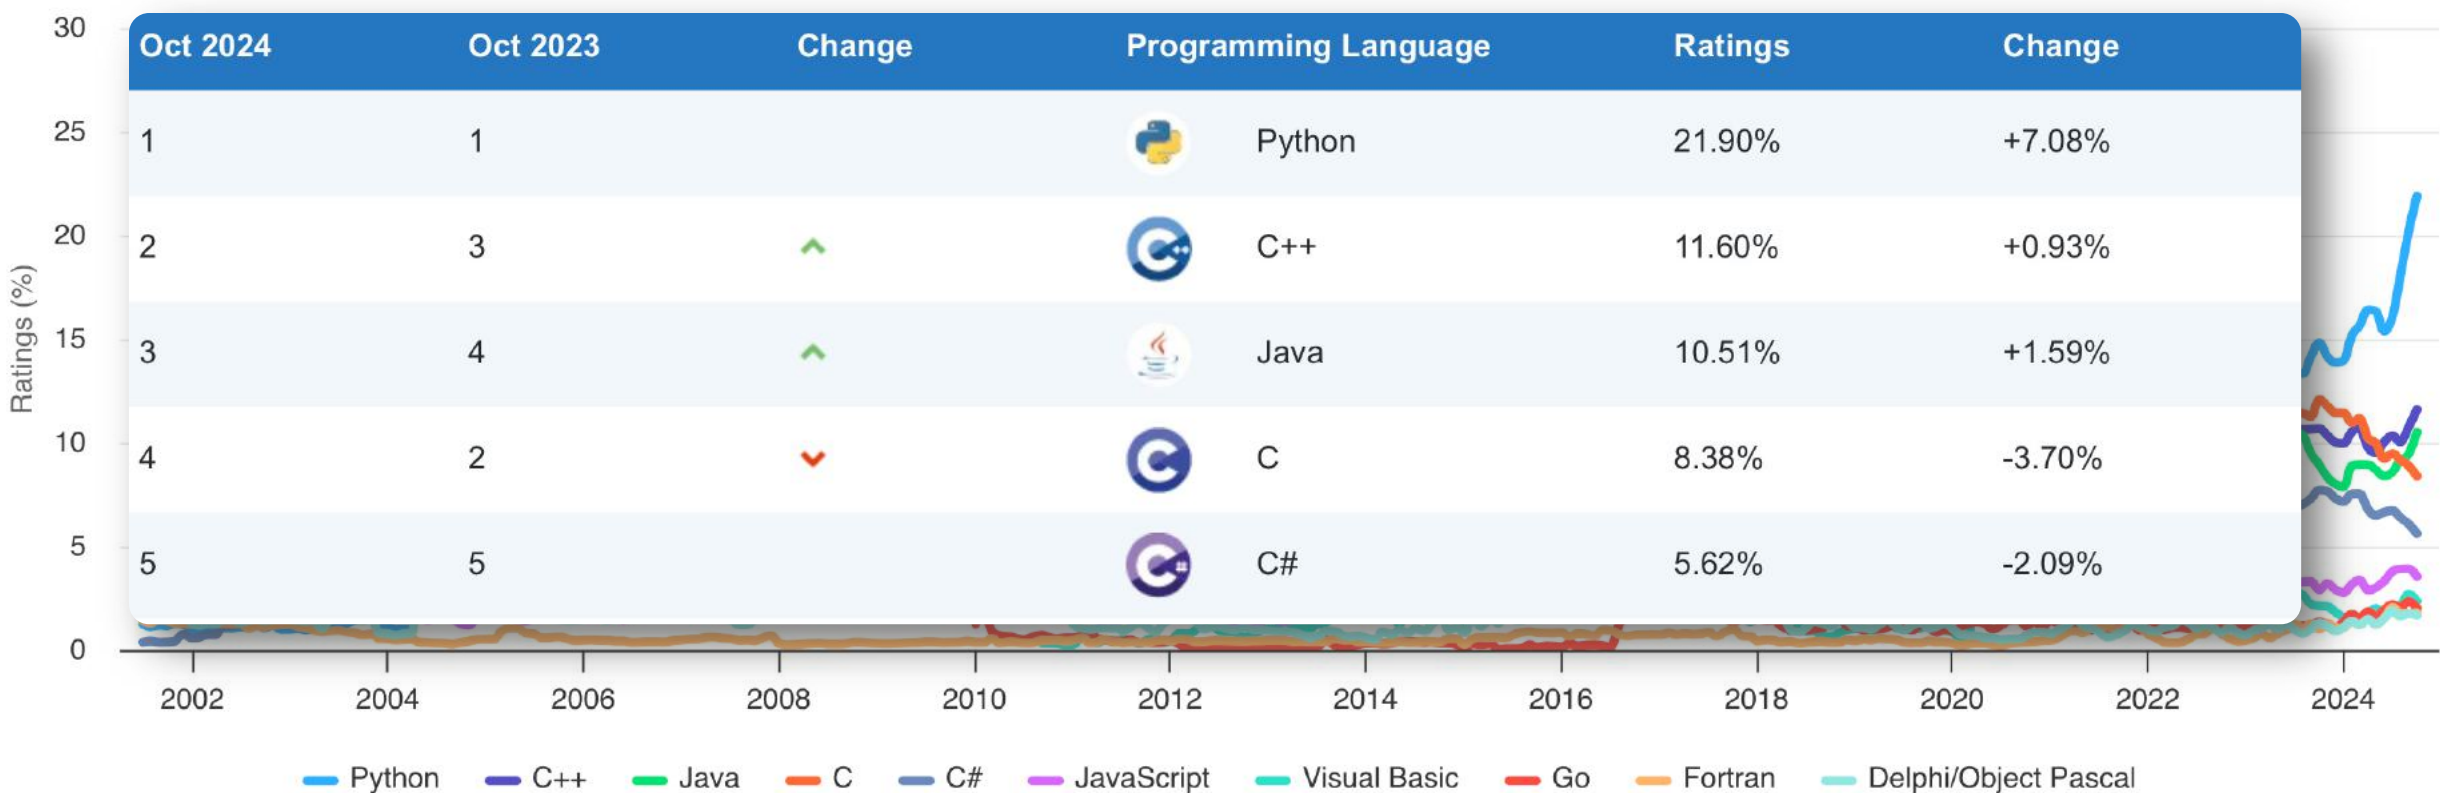 30
Oct 2024 Oct 2023 Change Programming Language Ratings Change
25
1 1 Python 21.90% +7.08%
20
2 3 C++ 11.60% +0.93%
15
3 4 Java 10.51% +1.59%
Ratings (%)
10
4 2 C 8.38% -3.70%
5
5 5 C# 5.62% -2.09%
0
2002 2004 2006 2008 2010 2012 2014 2016 2018 2020 2022 2024
Python C++ Java C C# JavaScript Visual Basic Go Fortran Delphi/Object Pascal